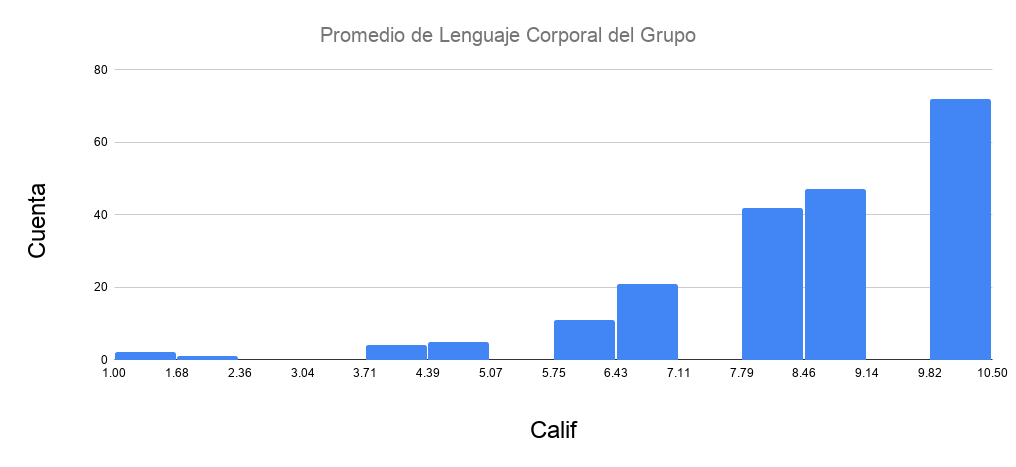 Promedio de Lenguaje Corporal del Grupo
80
60
40
20
0
Cuenta
1.00 1.68 2.36 3.04 3.71 4.39 5.07 5.75 6.43 7.11 7.79 8.46 9.14 9.82 10.50
Calif